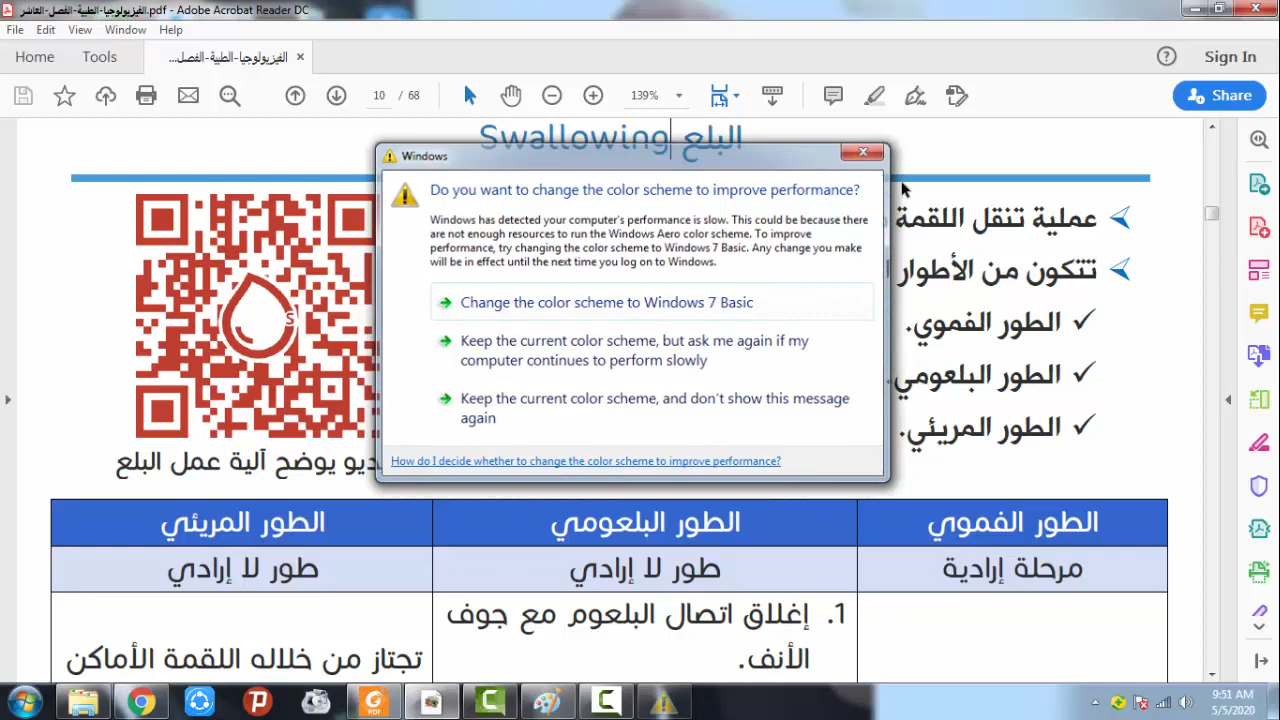 الفيزيولوجيا-الطبية-الفصل-العاشر.pdf - Adobe Acrobat Reader DC
File Edit View Window Help
Home Tools الفيزيولوجيا-الطبية-الفصل... × Sign In
10 / 68 139% Share
البلع Swallowing
Windows
Do you want to change the color scheme to improve performance?
Windows has detected your computer's performance is slow. This could be because there
are not enough resources to run the Windows Aero color scheme. To improve
performance, try changing the color scheme to Windows 7 Basic. Any change you make
will be in effect until the next time you log on to Windows.
Change the color scheme to Windows 7 Basic
Keep the current color scheme, but ask me again if my
computer continues to perform slowly
Keep the current color scheme, and don't show this message
again
How do I decide whether to change the color scheme to improve performance?
عملية تنقل اللقمة
تتكون من الأطوار
الطور الفموي.
الطور البلعومي
الطور المريئي.
يوضح آلية عمل البلع
الطور الفموي الطور البلعومي الطور المريئي
مرحلة إرادية طور لا إرادي طور لا إرادي
1. إغلاق اتصال البلعوم مع جوف
الأنف.
تجتاز من خلاله اللقمة الأماكن
9:51 AM
5/5/2020